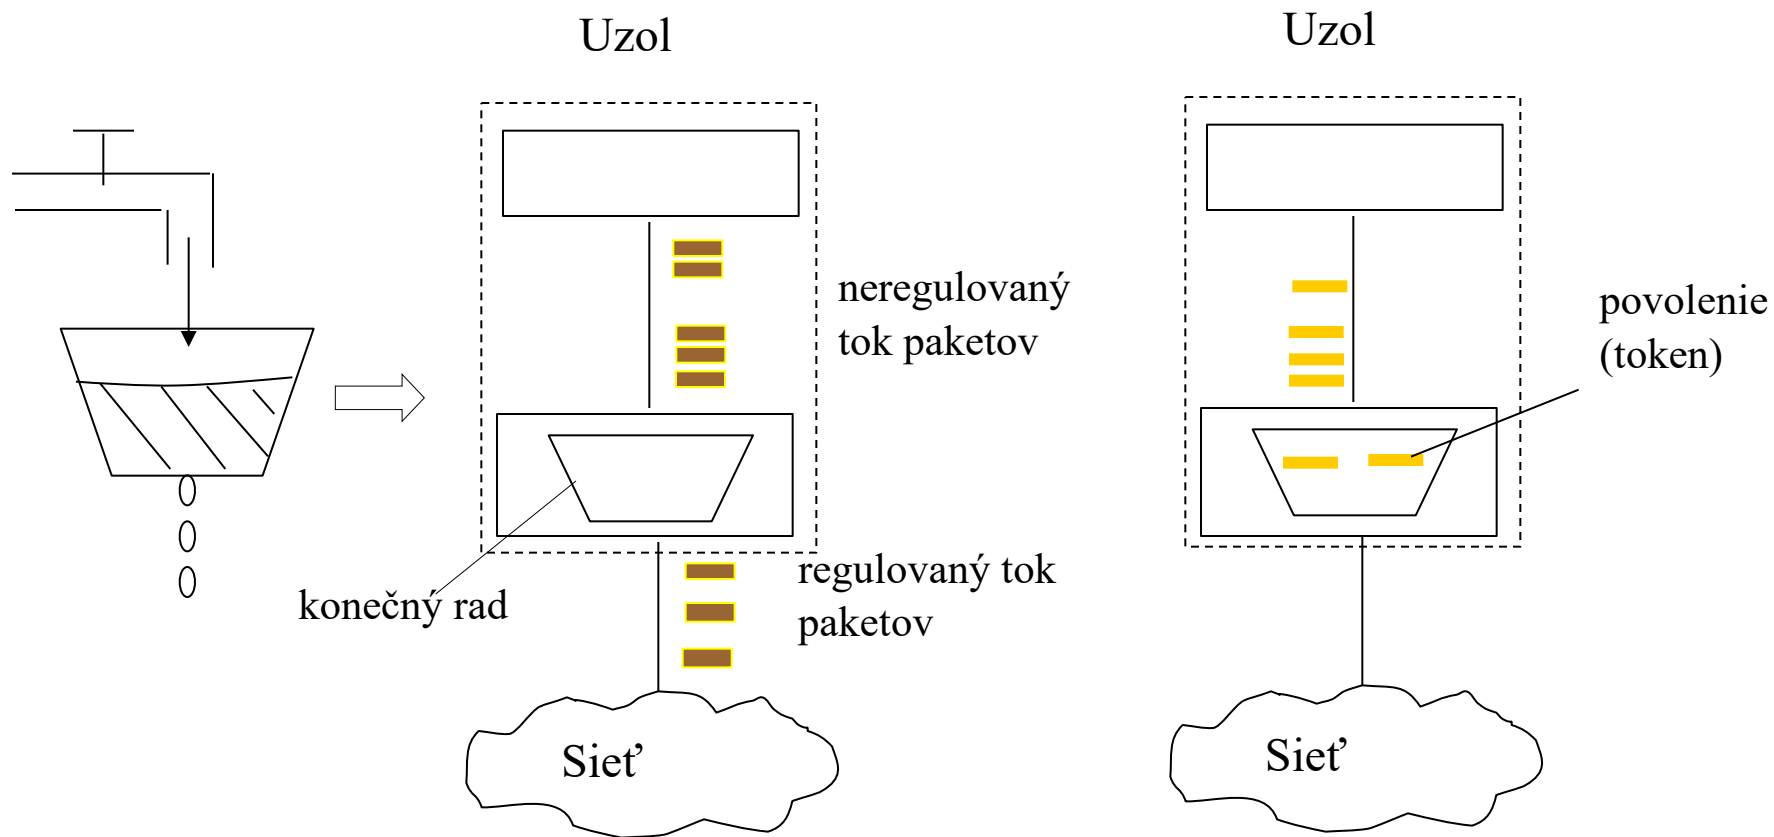 Uzol
Uzol
neregulovaný
tok paketov
povolenie
(token)
konečný rad
regulovaný tok
paketov
Sieť
Sieť